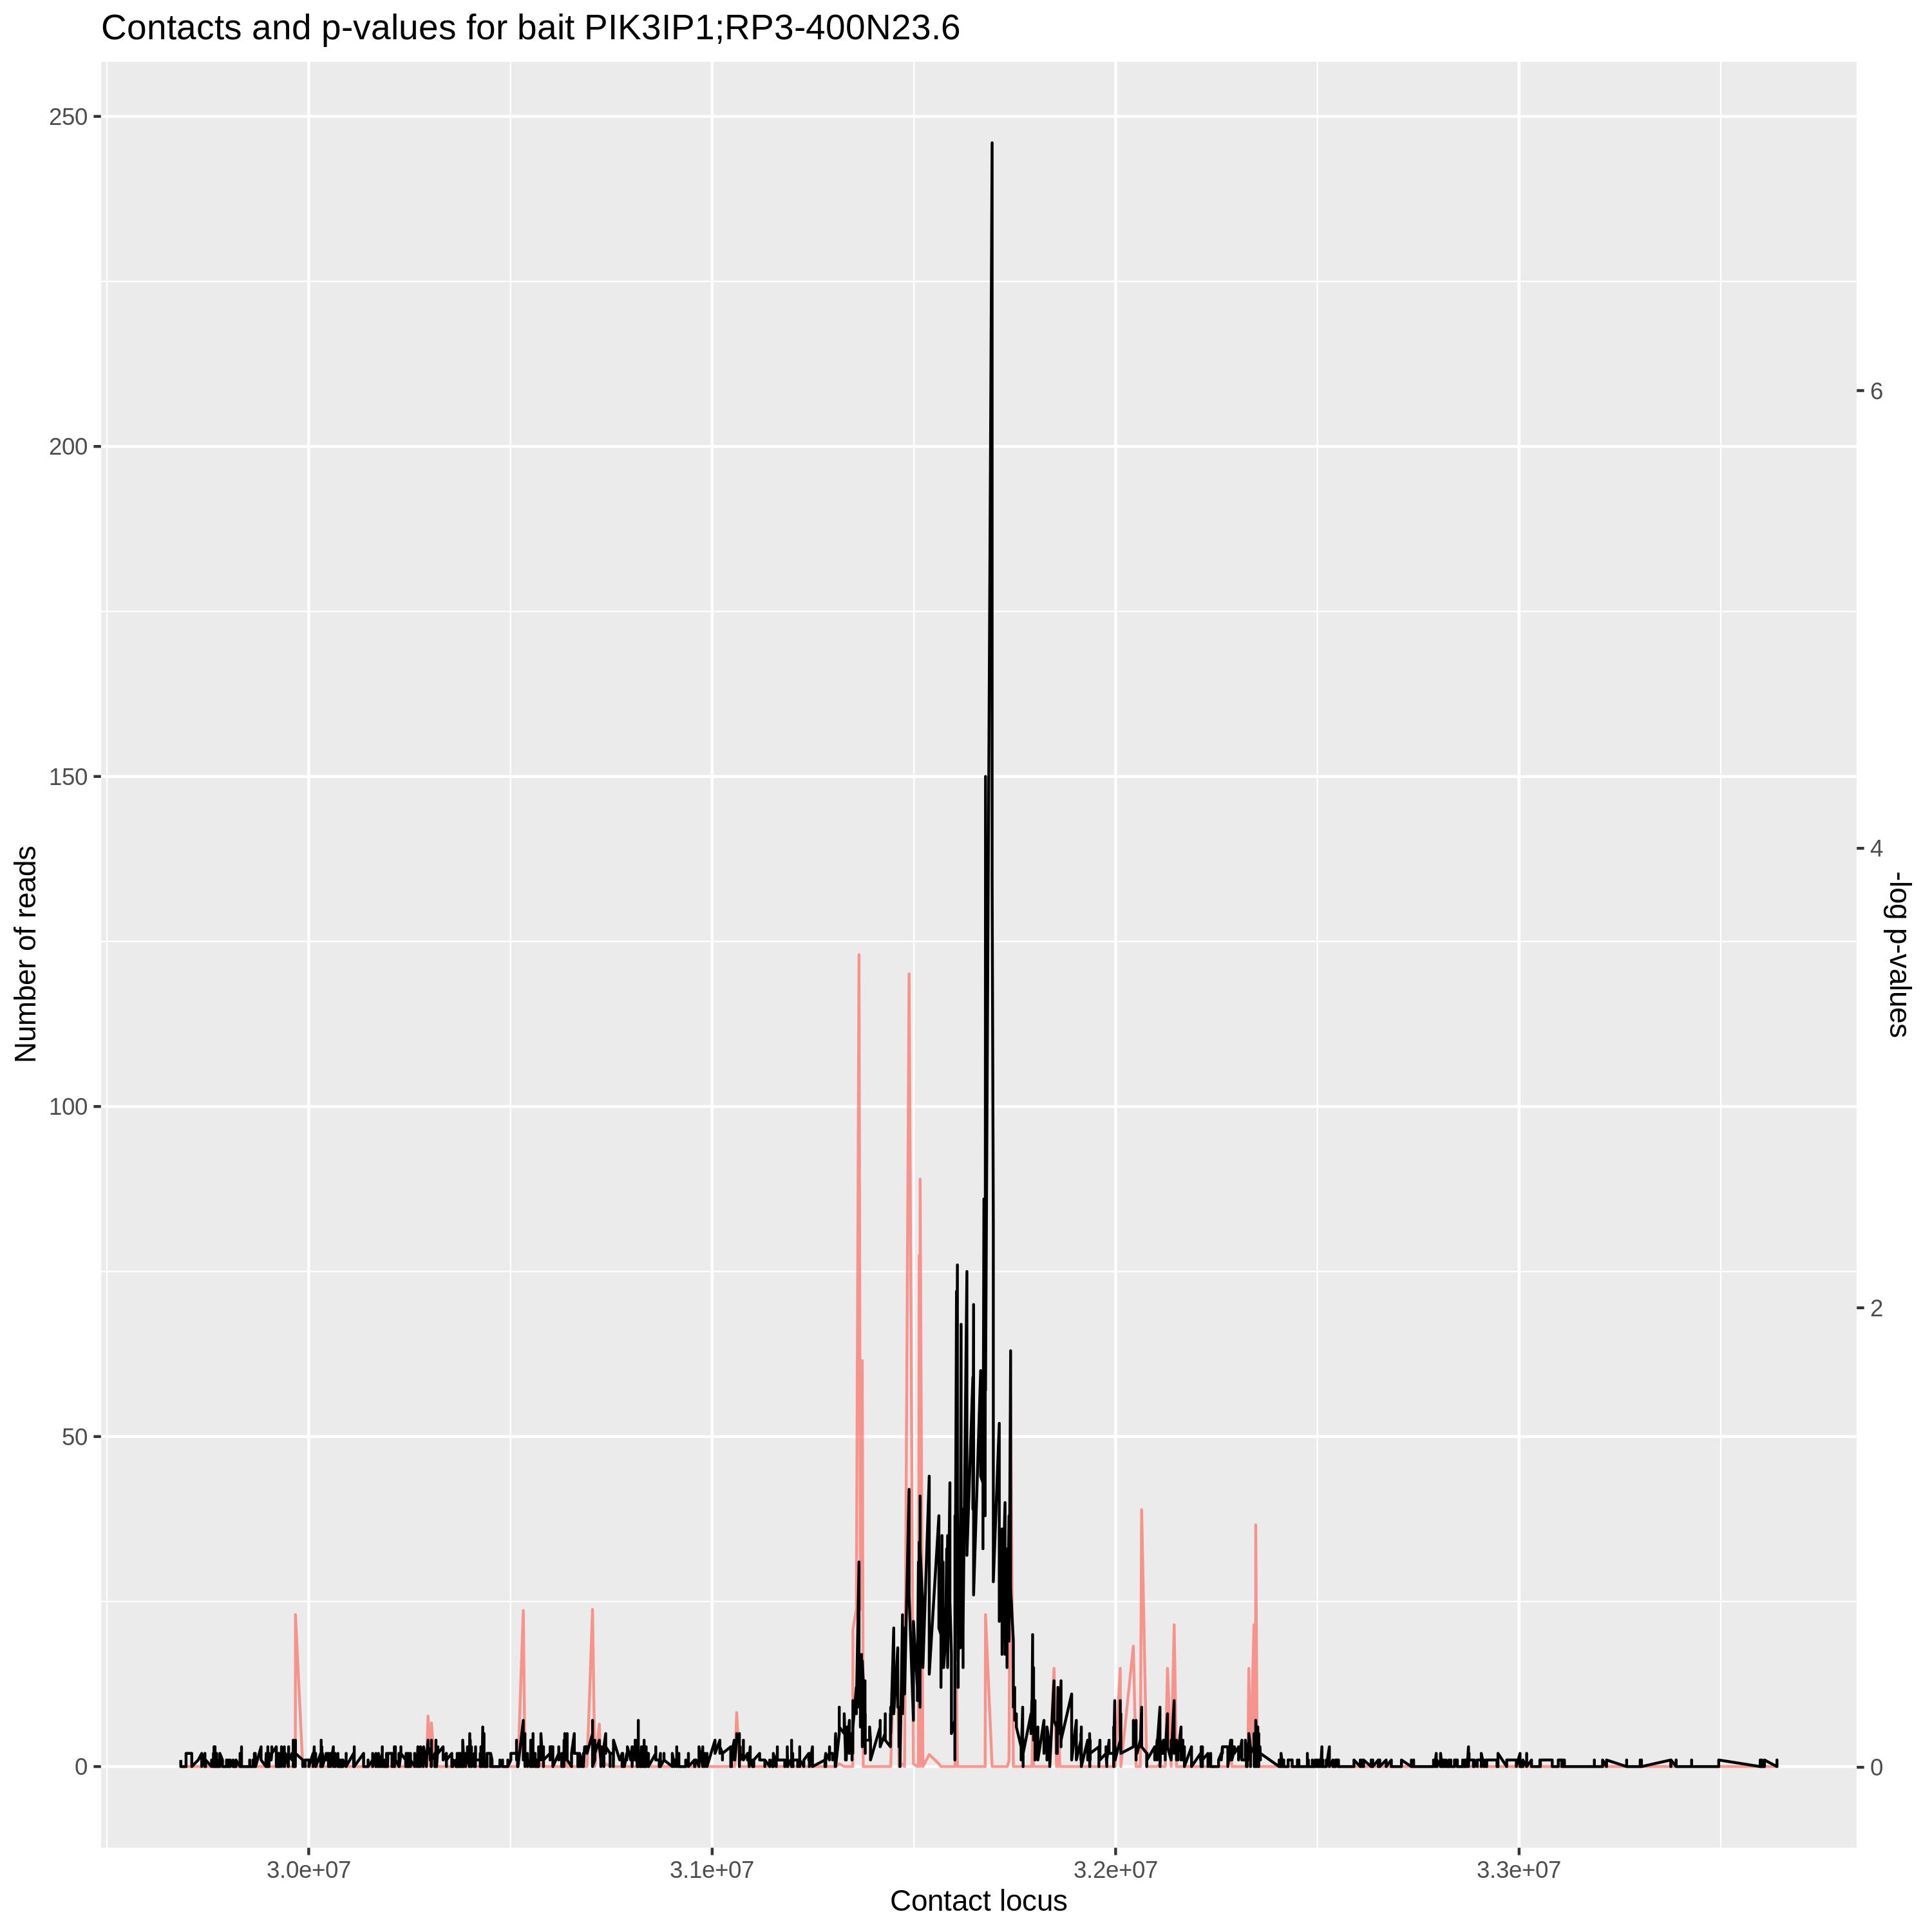 Contacts and p-values for bait PIK3IP1;RP3-400N23.6
250
200
150
100
50
0
Number of reads
6
4
2
0
-log p-values
3.0e+07
3.1e+07
3.2e+07
3.3e+07
Contact locus